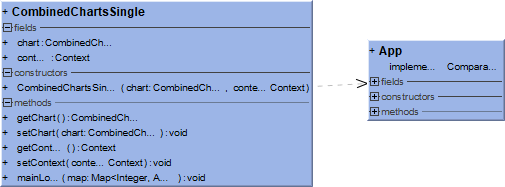 + CombinedChartsSingle
fields
+ chart : CombinedCh...
+ cont ... : Context
constructors
+ CombinedChartsSin... ( chart : CombinedCh... , conte... Context)
methods
+ getChart ( ) : CombinedCh...
+ setChart ( chart : CombinedCh... ) : void
+ getCont ... () : Context
+ setContext ( conte... Context) : void
+ mainLo... ( map: Map<Integer, A... ) : void
+ App
impleme... Compara...
fields
constructors
methods